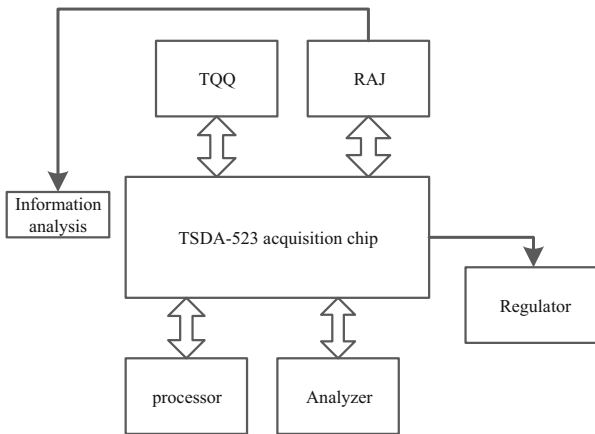 TQQ
RAJ
Information
analysis
TSDA-523 acquisition chip
Regulator
processor
Analyzer